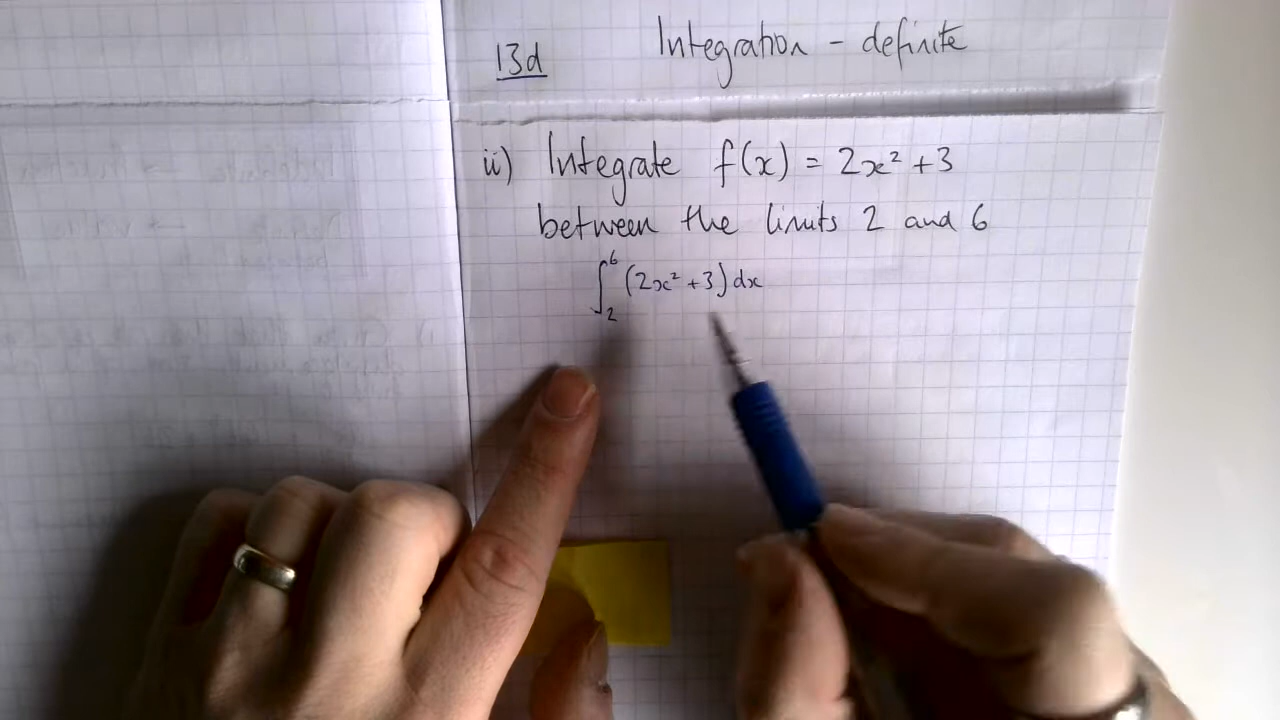 13d Integration - definite
ii) Integrate f(x) = 2x² + 3
between the limits 2 and 6
∫₂⁶ (2x² + 3) dx